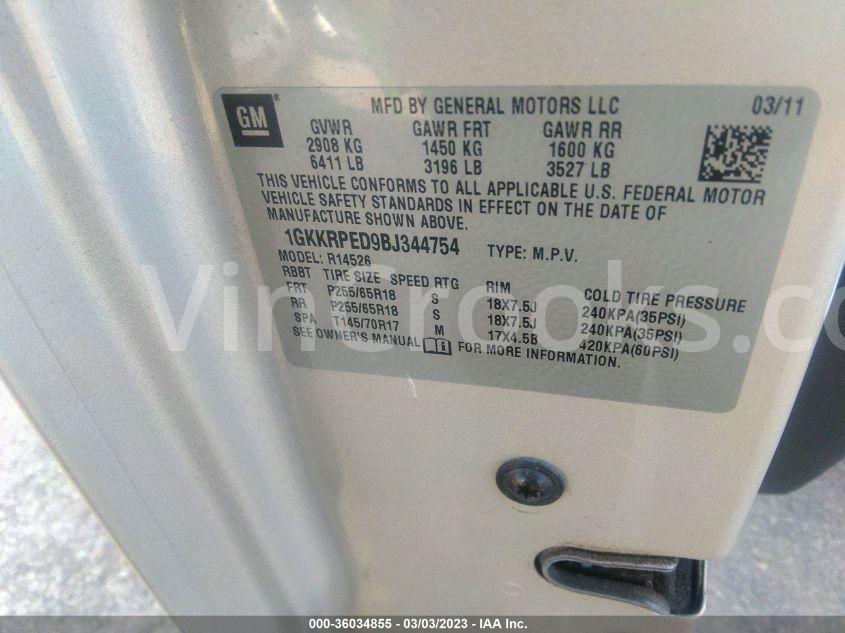 GM
MFD BY GENERAL MOTORS LLC 03/11
GVWR GAWR FRT GAWR RR
2908 KG 1450 KG 1600 KG
6411 LB 3196 LB 3527 LB
THIS VEHICLE CONFORMS TO ALL APPLICABLE U.S. FEDERAL MOTOR
VEHICLE SAFETY STANDARDS IN EFFECT ON THE DATE OF
MANUFACTURE SHOWN ABOVE.
1GKKRPED9BJ344754 TYPE: M.P.V.
MODEL: R14526
RBBT TIRE SIZE SPEED RTG RIM COLD TIRE PRESSURE
FRT P255/65R18 S 18X7.5J 240KPA(35PSI)
RR P255/65R18 S 18X7.5J 240KPA(35PSI)
SPA T145/70R17 M 17X4.5B 420KPA(60PSI)
SEE OWNER'S MANUAL FOR MORE INFORMATION.
VinCrooks.com
000-36034855 — 03/03/2023 — IAA Inc.